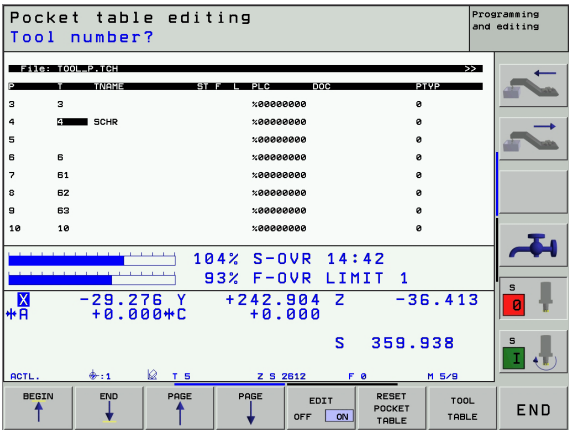 Pocket table editing
Tool number?
Programming
and editing
File: TOOL_P.TCH >>
P T TNAME ST F L PLC DOC PTYP
3 3 %00000000 0
4 4 SCHR %00000000 0
5 %00000000 0
6 6 %00000000 0
7 61 %00000000 0
8 62 %00000000 0
9 63 %00000000 0
10 10 %00000000 0
104% S-OVR 14:42
93% F-OVR LIMIT 1
X -29.276 Y +242.904 Z -36.413
A +0.000 C +0.000
S 359.938
ACTL. :1 T 5 Z S 2612 F 0 M 5/9
S
0
S
I
BEGIN
END
PAGE
PAGE
EDIT
OFF ON
RESET
POCKET
TABLE
TOOL
TABLE
END